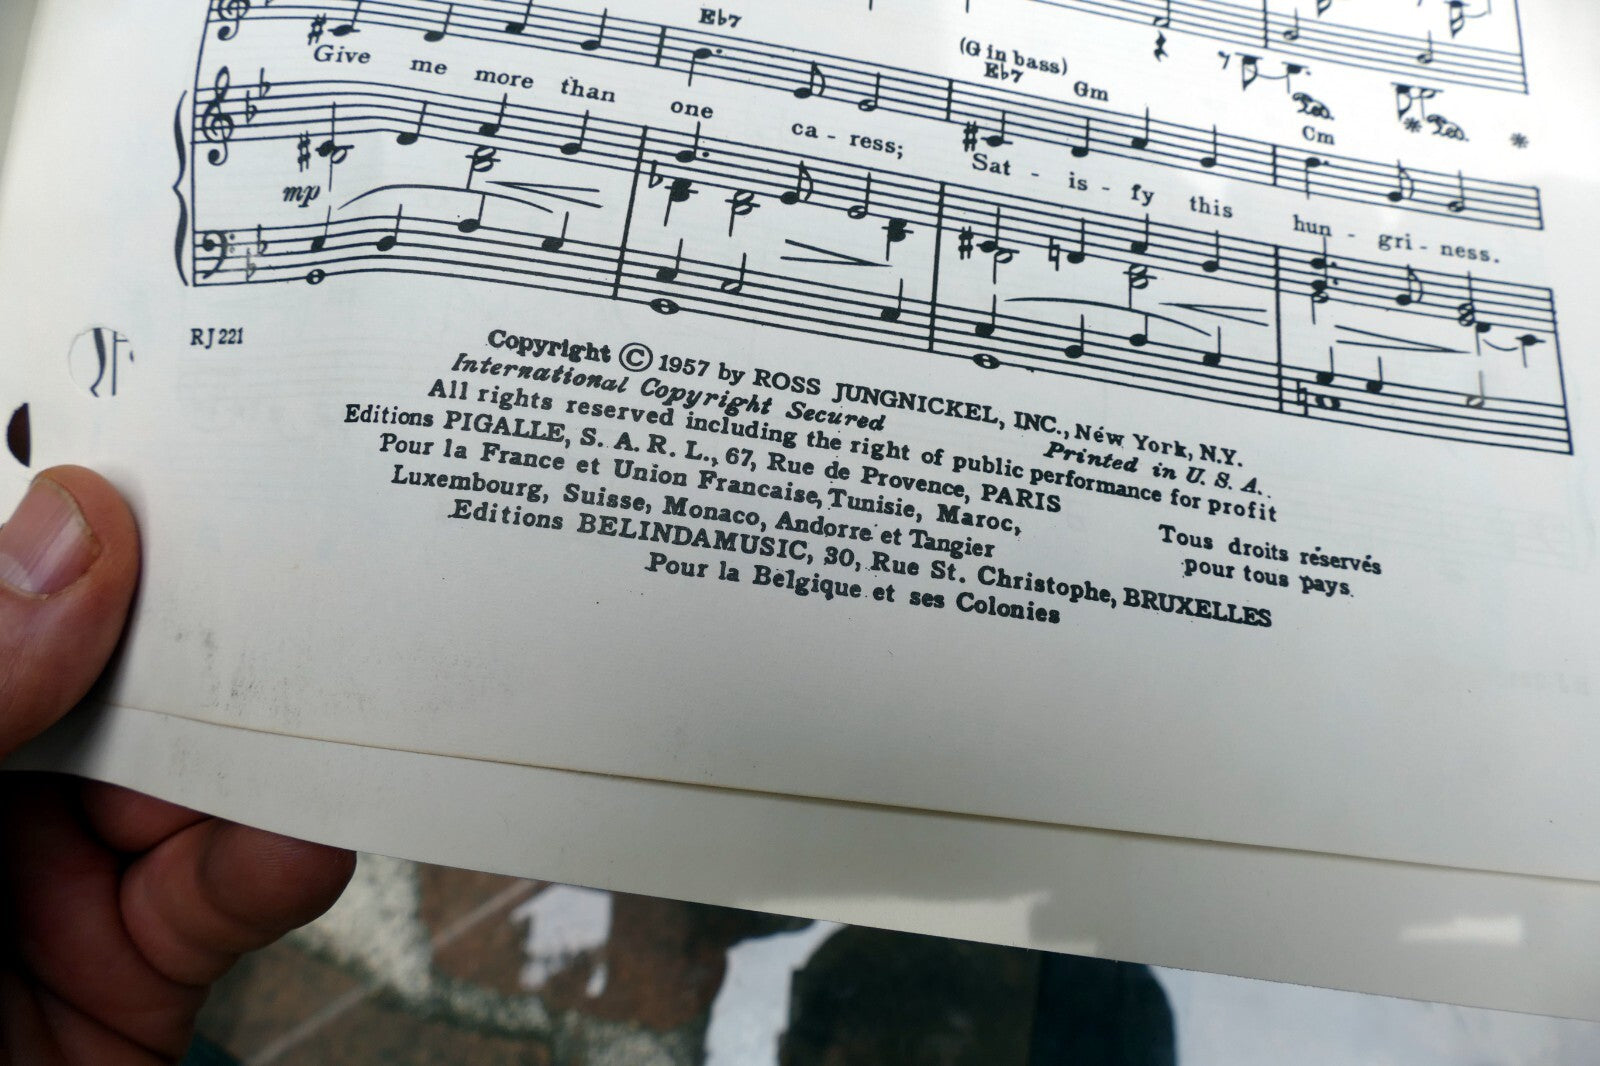 E♭7
Give me more than one ca - ress;
(G in bass)
E♭7 Gm Cm
Sat - is - fy this hun - gri - ness.
mp
RJ 221
Copyright © 1957 by ROSS JUNGNICKEL, INC., New York, N.Y.
International Copyright Secured Printed in U. S. A.
All rights reserved including the right of public performance for profit
Editions PIGALLE, S. A. R. L., 67, Rue de Provence, PARIS
Pour la France et Union Francaise, Tunisie, Maroc,
Luxembourg, Suisse, Monaco, Andorre et Tangier
Tous droits réservés
pour tous pays.
Editions BELINDAMUSIC, 30, Rue St. Christophe, BRUXELLES
Pour la Belgique et ses Colonies